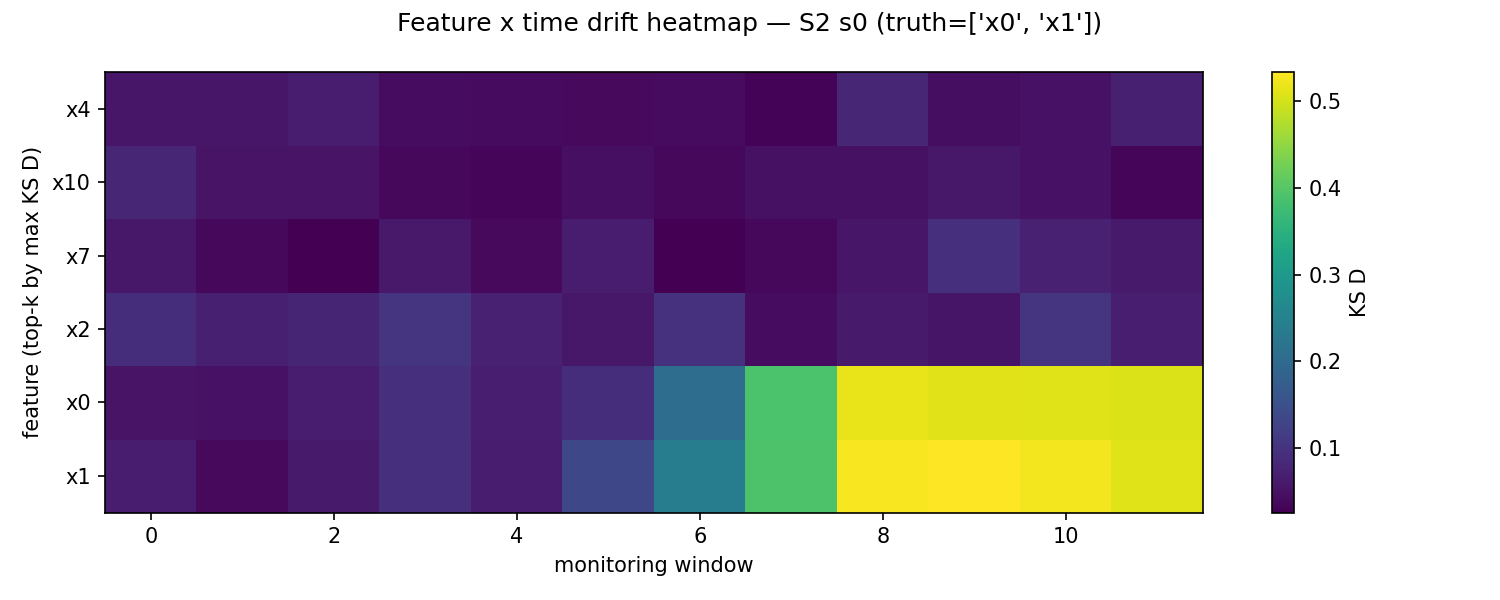 Feature x time drift heatmap — S2 s0 (truth=['x0', 'x1'])
feature (top-k by max KS D)
x4
x10
x7
x2
x0
x1
0 2 4 6 8 10
monitoring window
0.5
0.4
0.3
0.2
0.1
KS D